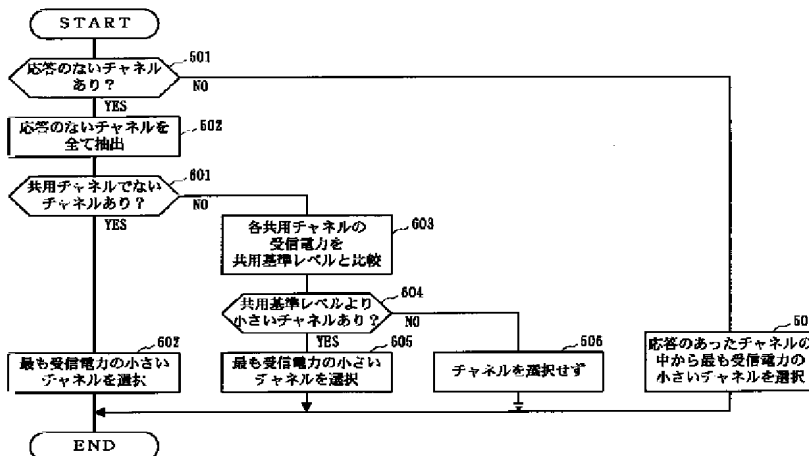 START
応答のないチャネル
あり?
501
NO
YES
応答のないチャネルを
全て抽出
502
共用チャネルでない
チャネルあり?
601
NO
YES
各共用チャネルの
受信電力を
共用基準レベルと比較
603
共用基準レベルより
小さいチャネルあり?
604
NO
YES
602
最も受信電力の小さい
チャネルを選択
605
最も受信電力の小さい
チャネルを選択
606
チャネルを選択せず
応答のあったチャネルの
中から最も受信電力の
小さいチャネルを選択
END